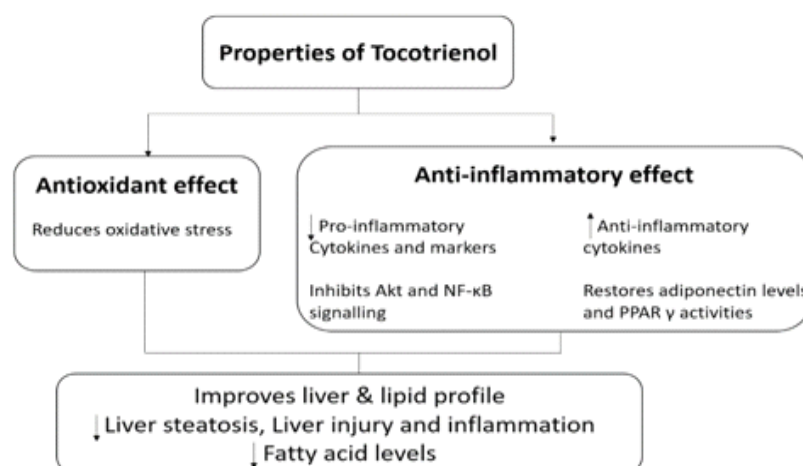 Properties of Tocotrienol
Antioxidant effect
Reduces oxidative stress
Anti-inflammatory effect
↓ Pro-inflammatory
Cytokines and markers
Inhibits Akt and NF-κB
signalling
↑ Anti-inflammatory
cytokines
Restores adiponectin levels
and PPAR γ activities
Improves liver & lipid profile
↓ Liver steatosis, Liver injury and inflammation
↓ Fatty acid levels